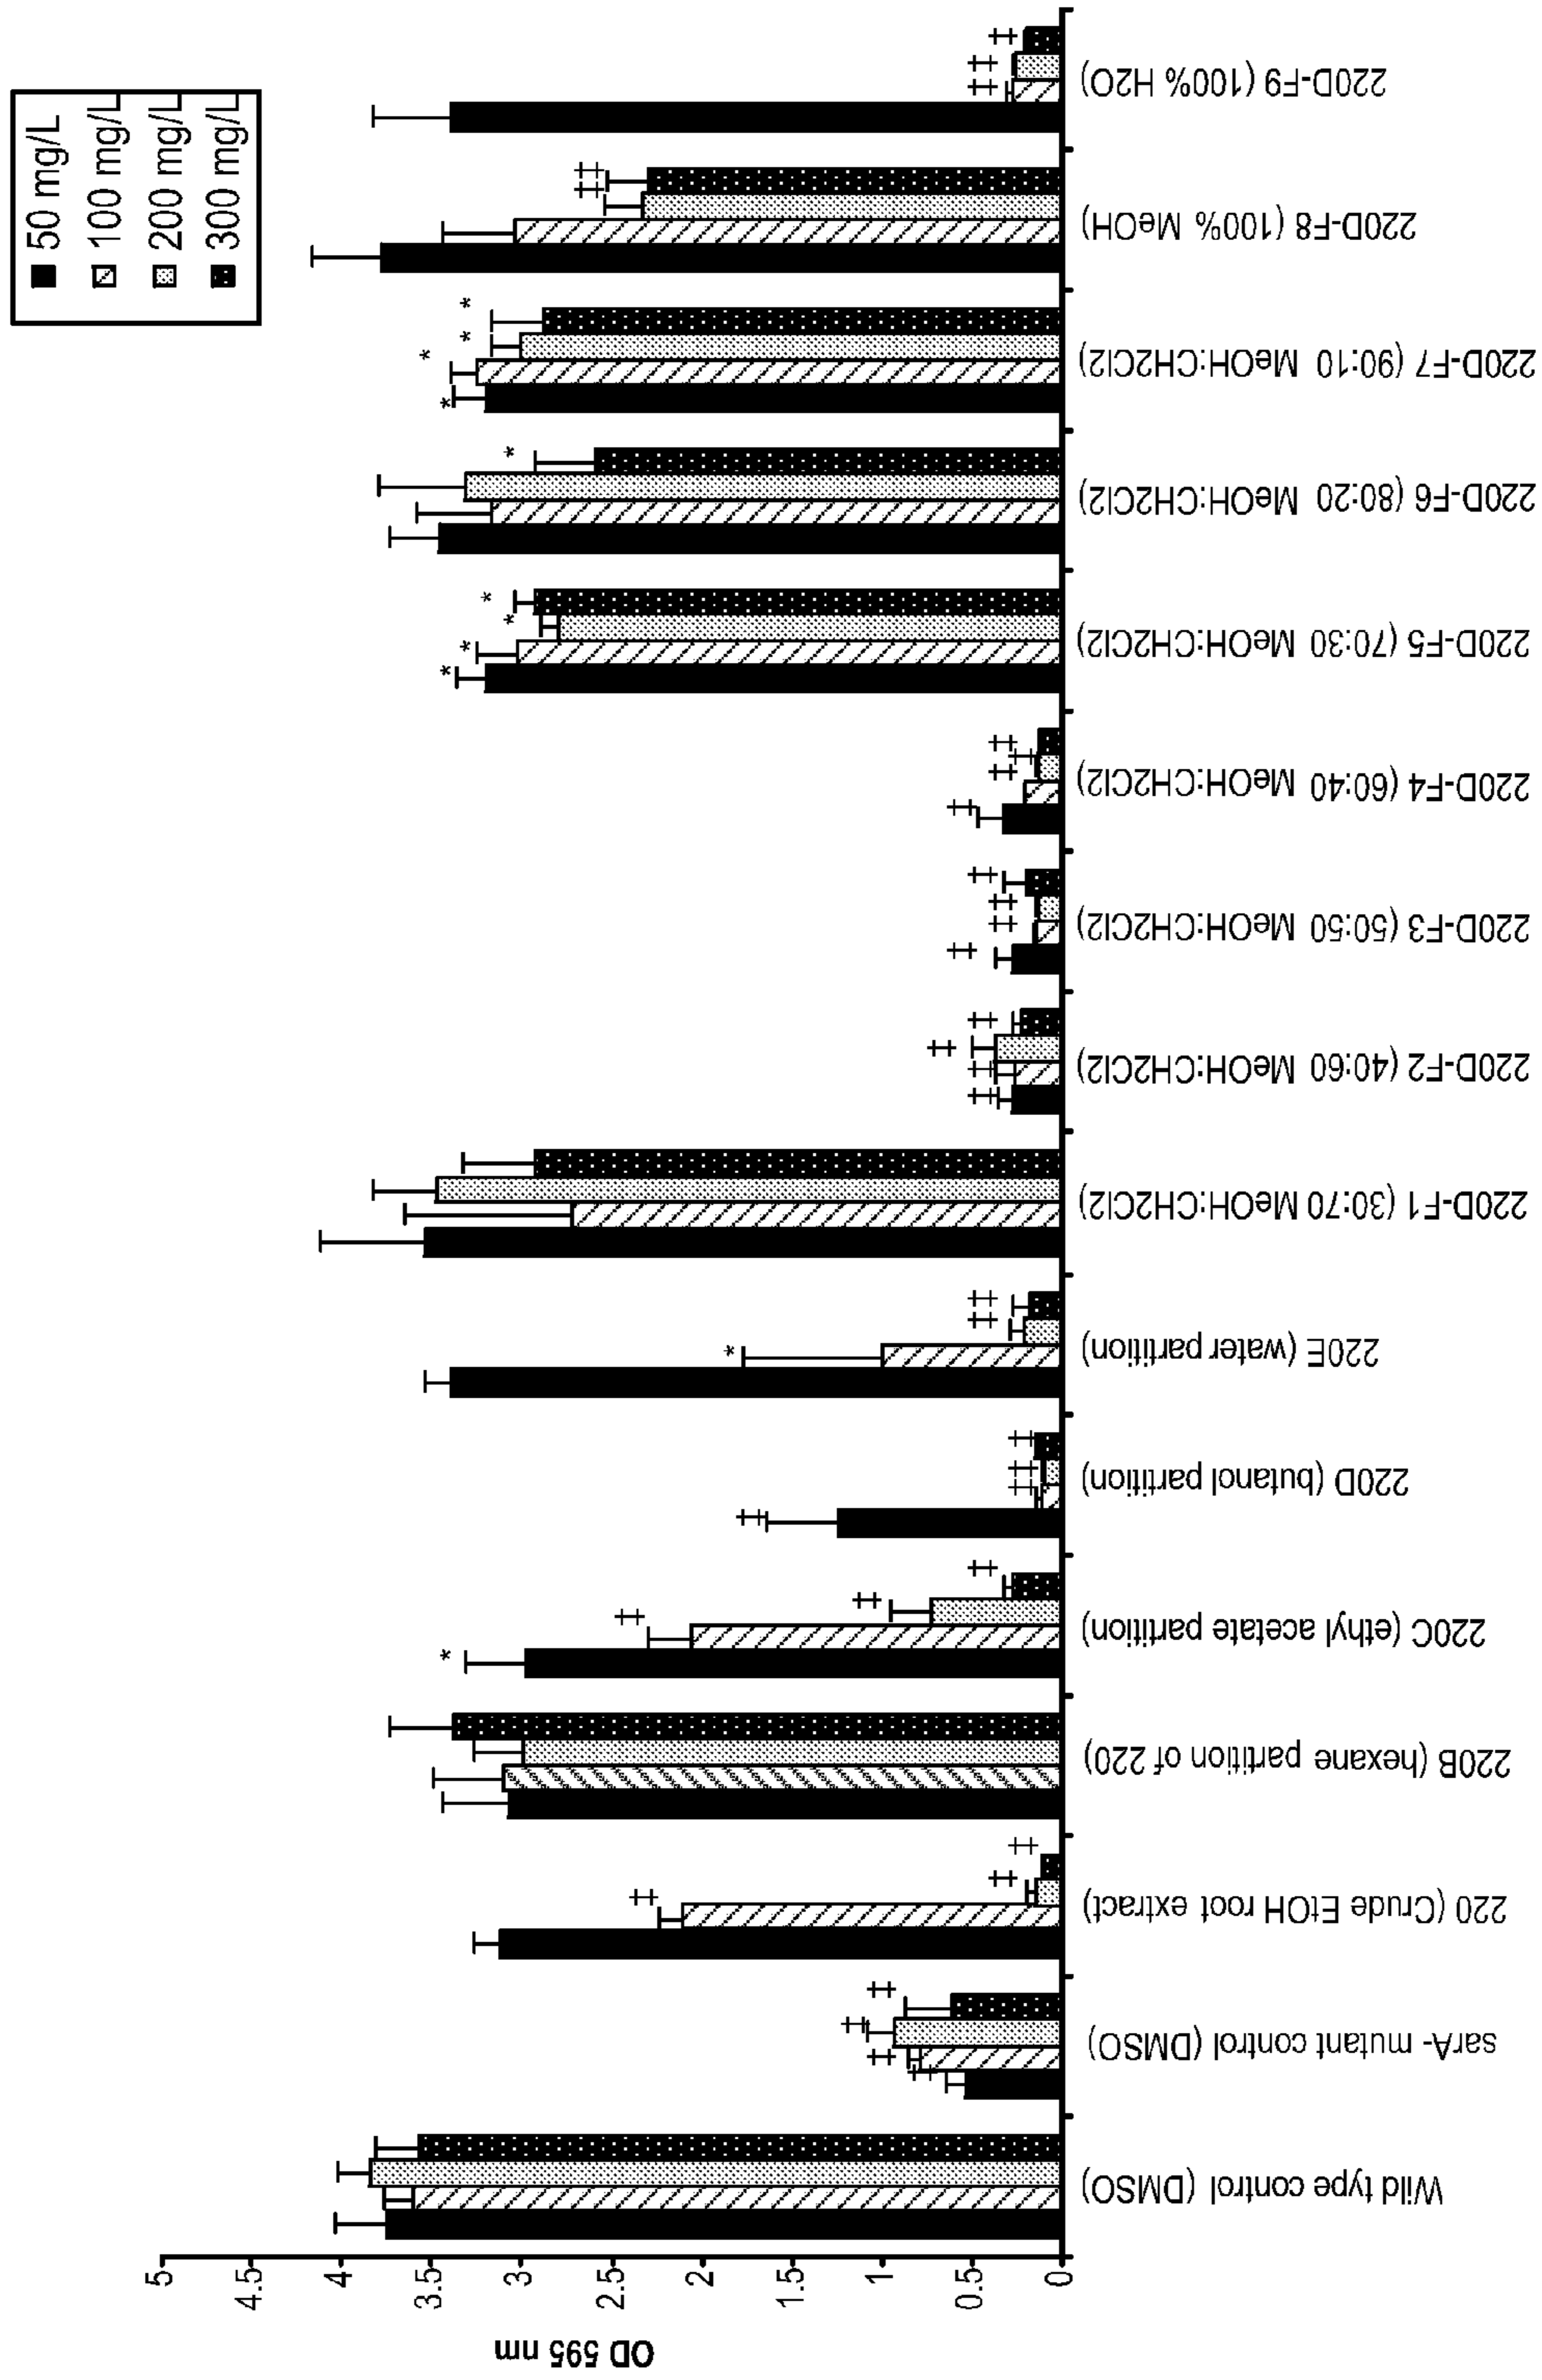 50 mg/L
100 mg/L
200 mg/L
300 mg/L
OD 595 nm
5
4.5
4
3.5
3
2.5
2
1.5
1
0.5
0
Wild type control (DMSO)
sarA- mutant control (DMSO)
220 (Crude EtOH root extract)
220B (hexane partition of 220)
220C (ethyl acetate partition)
220D (butanol partition)
220E (water partition)
220D-F1 (30:70 MeOH:CH2Cl2)
220D-F2 (40:60 MeOH:CH2Cl2)
220D-F3 (50:50 MeOH:CH2Cl2)
220D-F4 (60:40 MeOH:CH2Cl2)
220D-F5 (70:30 MeOH:CH2Cl2)
220D-F6 (80:20 MeOH:CH2Cl2)
220D-F7 (90:10 MeOH:CH2Cl2)
220D-F8 (100% MeOH)
220D-F9 (100% H2O)